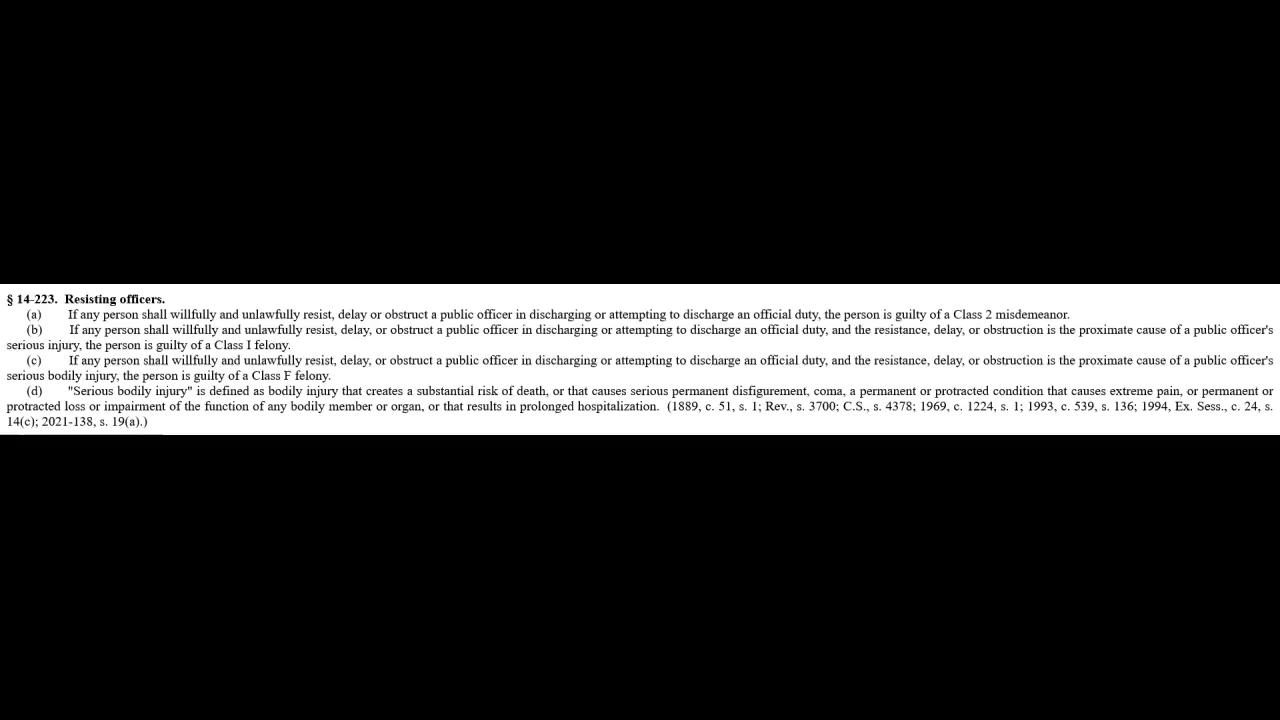 § 14-223. Resisting officers.
(a) If any person shall willfully and unlawfully resist, delay or obstruct a public officer in discharging or attempting to discharge an official duty, the person is guilty of a Class 2 misdemeanor.
(b) If any person shall willfully and unlawfully resist, delay, or obstruct a public officer in discharging or attempting to discharge an official duty, and the resistance, delay, or obstruction is the proximate cause of a public officer's
serious injury, the person is guilty of a Class I felony.
(c) If any person shall willfully and unlawfully resist, delay, or obstruct a public officer in discharging or attempting to discharge an official duty, and the resistance, delay, or obstruction is the proximate cause of a public officer's
serious bodily injury, the person is guilty of a Class F felony.
(d) "Serious bodily injury" is defined as bodily injury that creates a substantial risk of death, or that causes serious permanent disfigurement, coma, a permanent or protracted condition that causes extreme pain, or permanent or
protracted loss or impairment of the function of any bodily member or organ, or that results in prolonged hospitalization. (1889, c. 51, s. 1; Rev., s. 3700; C.S., s. 4378; 1969, c. 1224, s. 1; 1993, c. 539, s. 136; 1994, Ex. Sess., c. 24, s.
14(c); 2021-138, s. 19(a).)